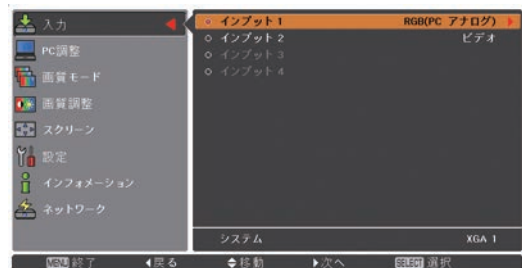 入力
PC調整
画質モード
画質調整
スクリーン
設定
インフォメーション
ネットワーク
インプット 1 RGB(PC アナログ)
インプット 2 ビデオ
インプット 3
インプット 4
システム XGA 1
MENU 終了 ◀戻る ◆移動 ▶次へ SELECT 選択